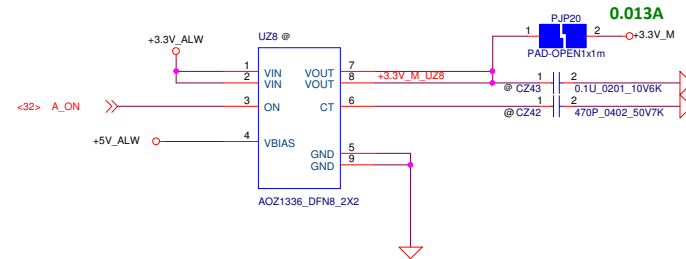 0.013A
PJP20
1 2 +3.3V_M
PAD-OPEN1x1m
UZ8 @
+3.3V_ALW
1 VIN VOUT 7
2 VIN VOUT 8 +3.3V_M_UZ8
@ CZ43 1 2 0.1U_0201_10V6K
<32> A_ON 3 ON CT 6
@ CZ42 1 2 470P_0402_50V7K
+5V_ALW 4 VBIAS
GND 5
GND 9
AOZ1336_DFN8_2X2